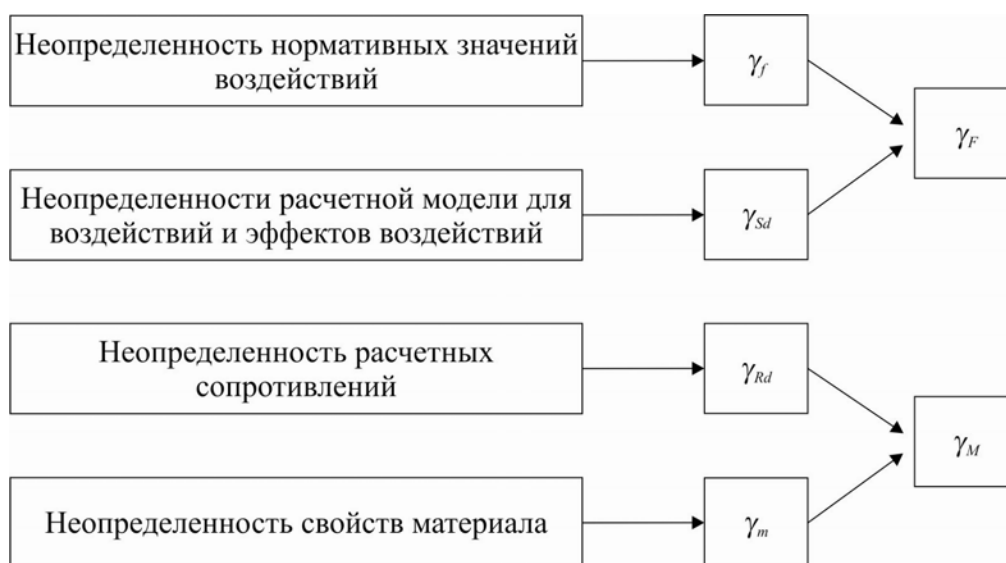 Неопределенность нормативных значений
воздействий
γf
γF
Неопределенности расчетной модели для
воздействий и эффектов воздействий
γSd
Неопределенность расчетных
сопротивлений
γRd
γM
Неопределенность свойств материала
γm